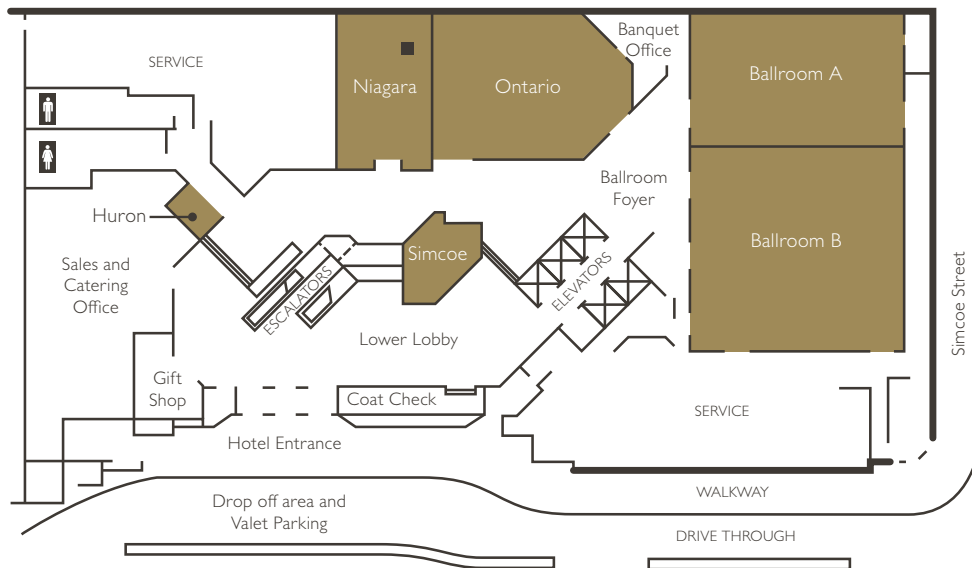 SERVICE
Niagara
Ontario
Banquet
Office
Ballroom A
Ballroom
Foyer
Huron
Simcoe
Ballroom B
Sales and
Catering
Office
ESCALATORS
ELEVATORS
Simcoe Street
Lower Lobby
Gift
Shop
Coat Check
SERVICE
Hotel Entrance
WALKWAY
Drop off area and
Valet Parking
DRIVE THROUGH